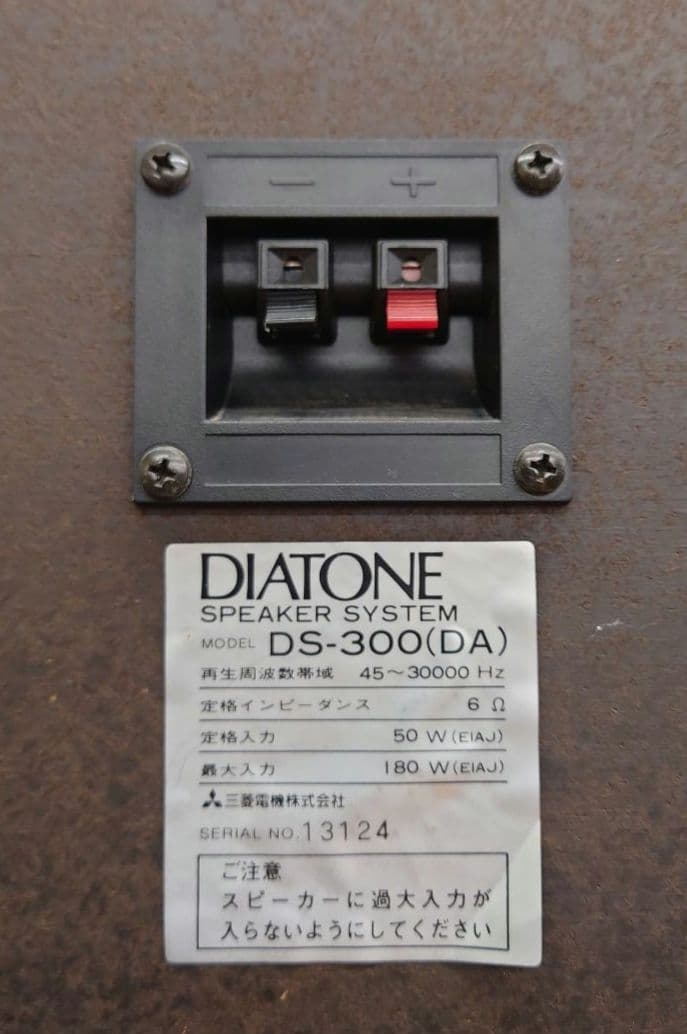 − +
DIATONE
SPEAKER SYSTEM
MODEL DS-300(DA)
再生周波数帯域 45〜30000 Hz
定格インピーダンス 6 Ω
定格入力 50 W(EIAJ)
最大入力 180 W(EIAJ)
三菱電機株式会社
SERIAL NO. 13124
ご注意
スピーカーに過大入力が
入らないようにしてください